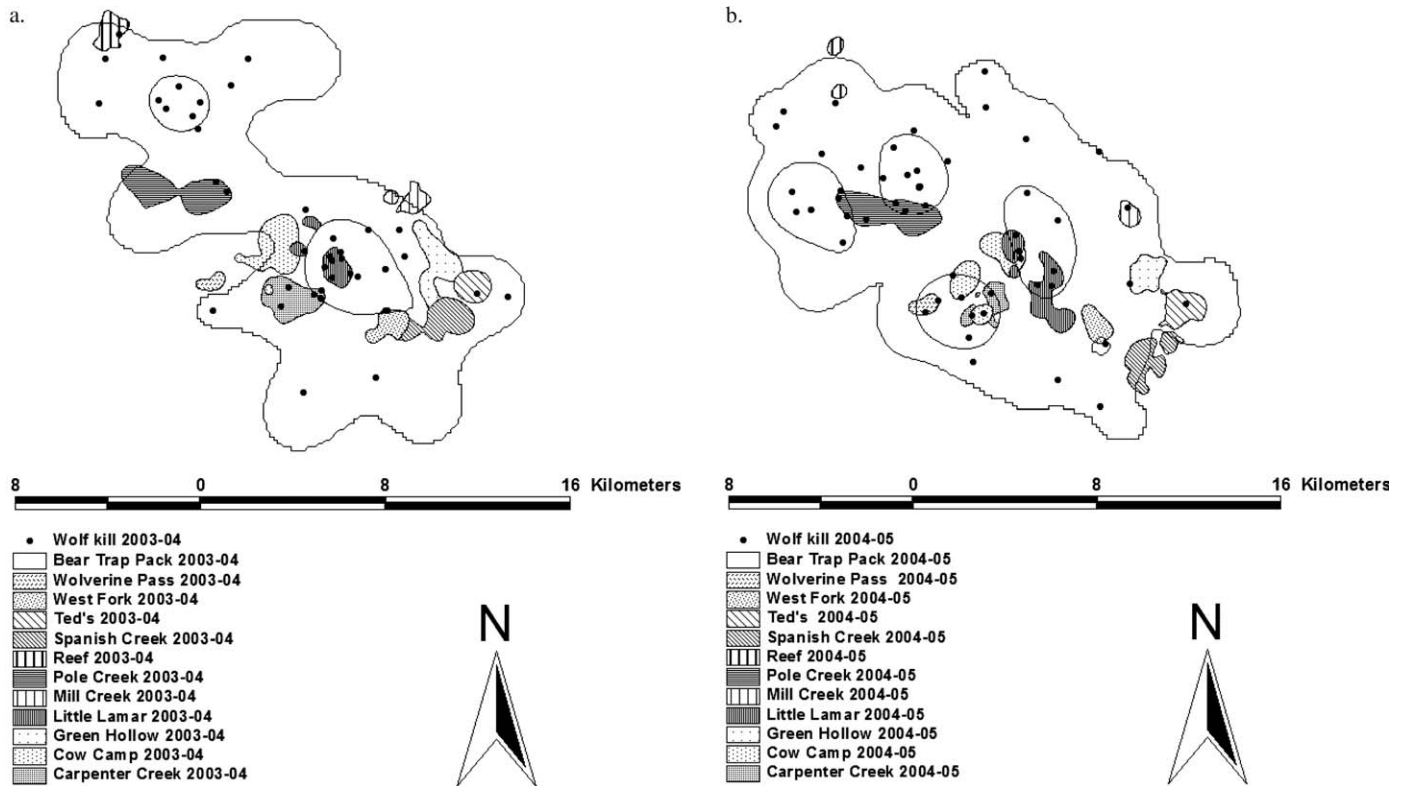 a.
8 0 8 16 Kilometers
Wolf kill 2003-04
Bear Trap Pack 2003-04
Wolverine Pass 2003-04
West Fork 2003-04
Ted's 2003-04
Spanish Creek 2003-04
Reef 2003-04
Pole Creek 2003-04
Mill Creek 2003-04
Little Lamar 2003-04
Green Hollow 2003-04
Cow Camp 2003-04
Carpenter Creek 2003-04
N
b.
8 0 8 16 Kilometers
Wolf kill 2004-05
Bear Trap Pack 2004-05
Wolverine Pass 2004-05
West Fork 2004-05
Ted's 2004-05
Spanish Creek 2004-05
Reef 2004-05
Pole Creek 2004-05
Mill Creek 2004-05
Little Lamar 2004-05
Green Hollow 2004-05
Cow Camp 2004-05
Carpenter Creek 2004-05
N